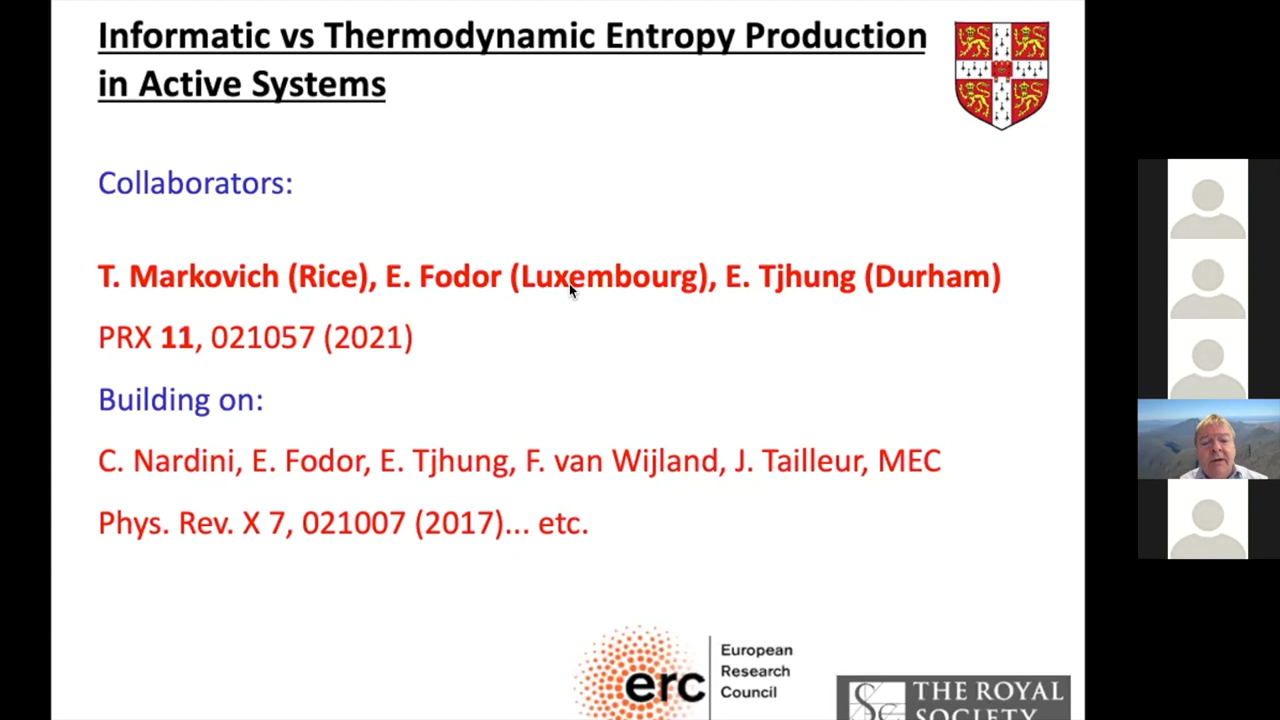 Informatic vs Thermodynamic Entropy Production
in Active Systems
Collaborators:
T. Markovich (Rice), E. Fodor (Luxembourg), E. Tjhung (Durham)
PRX 11, 021057 (2021)
Building on:
C. Nardini, E. Fodor, E. Tjhung, F. van Wijland, J. Tailleur, MEC
Phys. Rev. X 7, 021007 (2017)... etc.
erc
European
Research
Council
THE ROYAL
SOCIETY